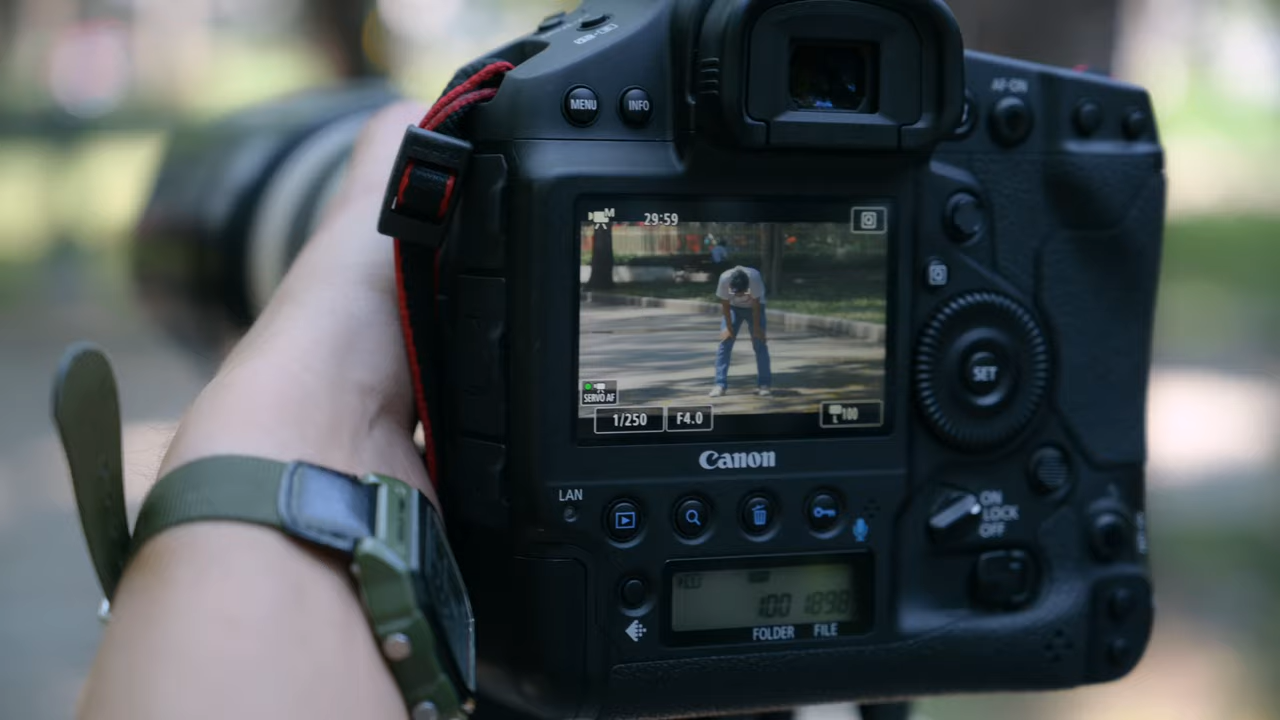 MENU
INFO
AF-ON
M
29:59
SERVO AF
1/250
F4.0
L 100
SET
Canon
LAN
ON
LOCK
OFF
100 1898
FOLDER FILE